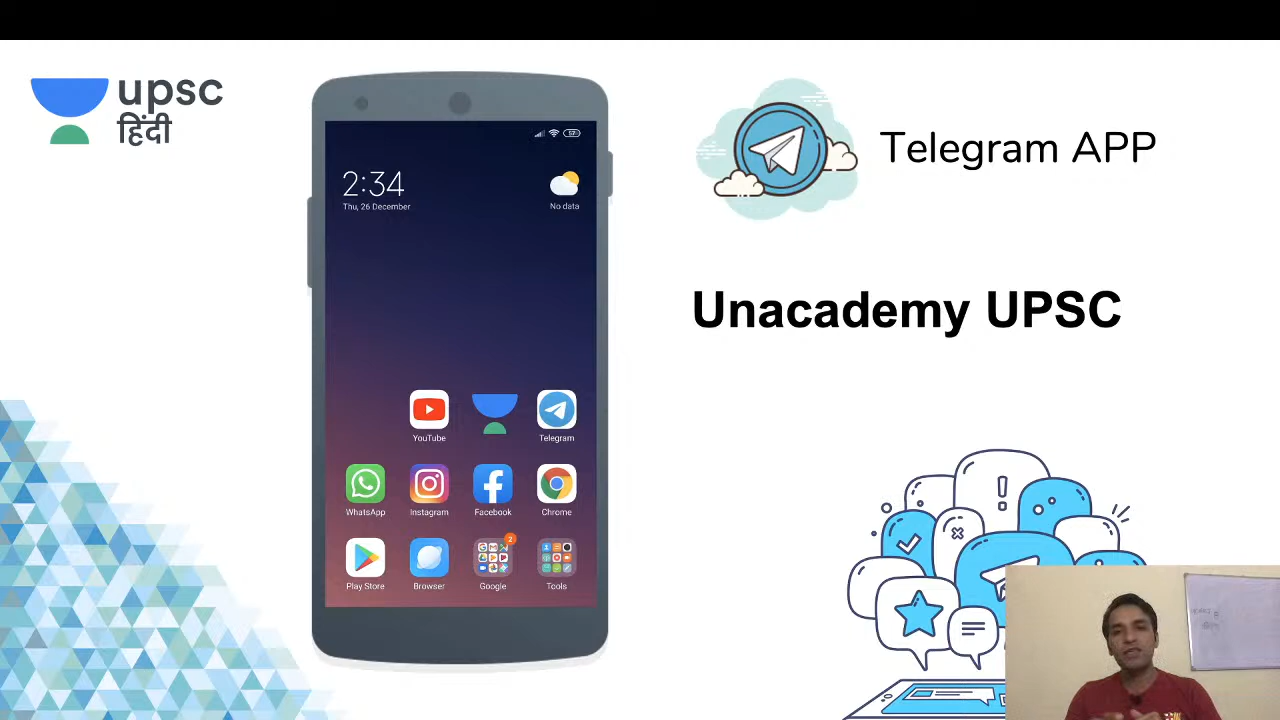 upsc
हिंदी
2:34
Thu, 26 December
No data
YouTube
Telegram
WhatsApp
Instagram
Facebook
Chrome
2
Play Store
Browser
Google
Tools
Telegram APP
Unacademy UPSC